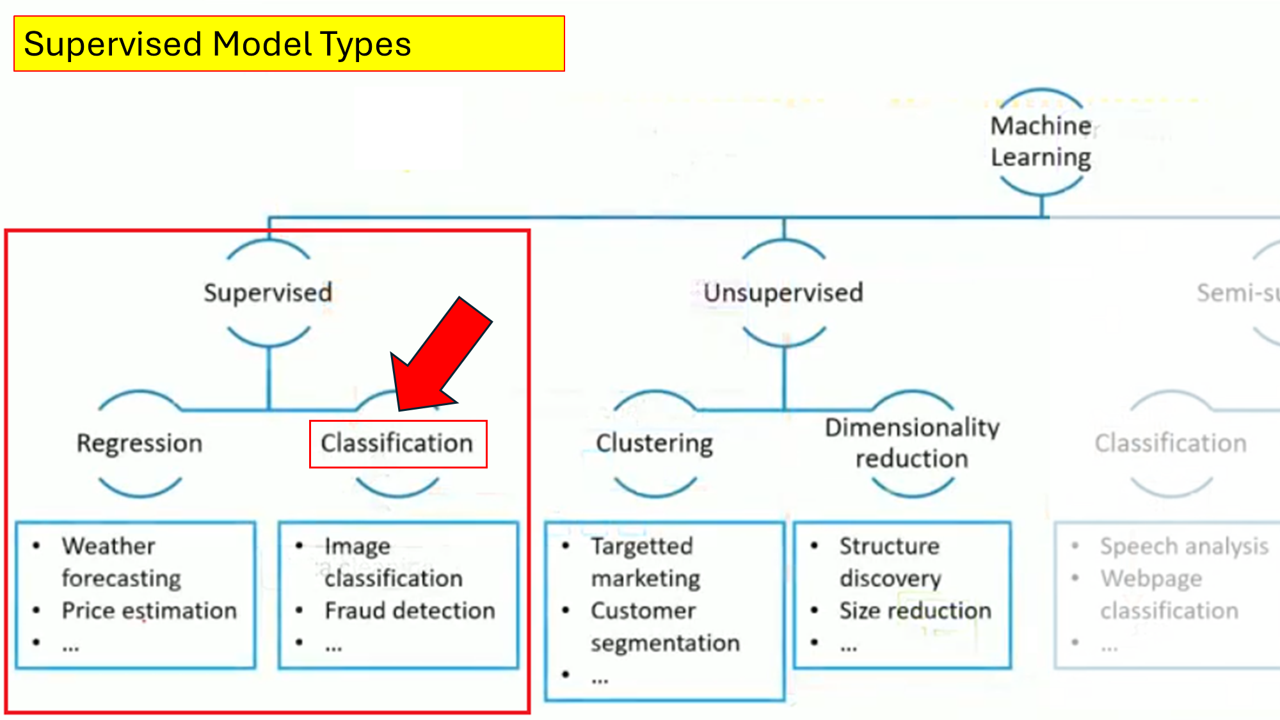 Supervised Model Types
Machine
Learning
Supervised
Unsupervised
Semi-su
Regression
Classification
Clustering
Dimensionality
reduction
Classification
• Weather
forecasting
• Price estimation
• ...
• Image
classification
• Fraud detection
• ...
• Targetted
marketing
• Customer
segmentation
• ...
• Structure
discovery
• Size reduction
• ...
• Speech analysis
• Webpage
classification
• ...